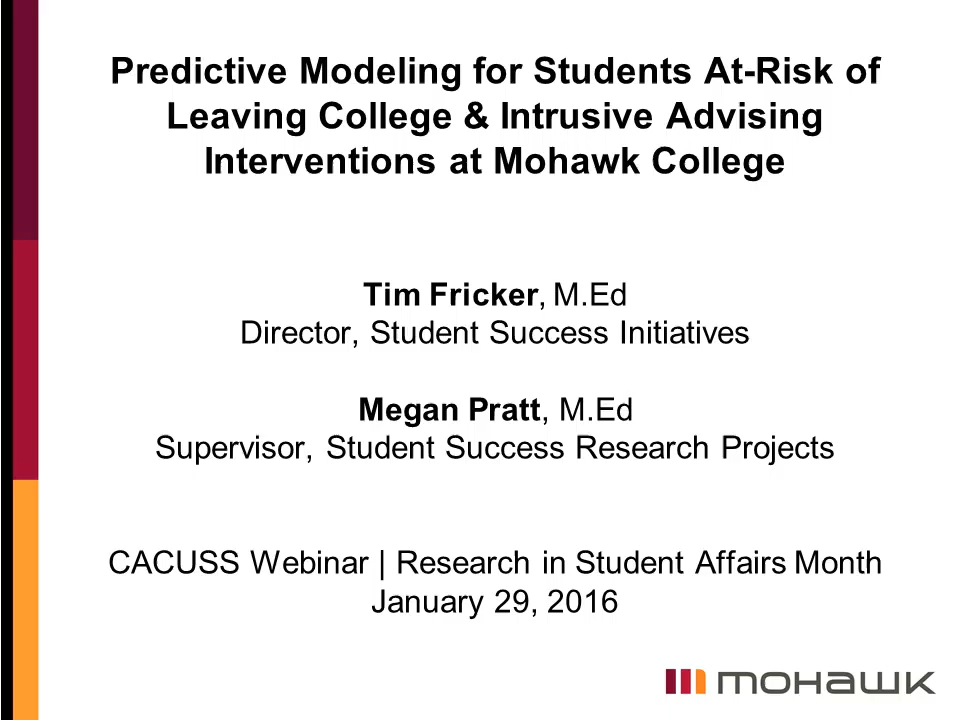 Predictive Modeling for Students At-Risk of
Leaving College & Intrusive Advising
Interventions at Mohawk College
Tim Fricker, M.Ed
Director, Student Success Initiatives
Megan Pratt, M.Ed
Supervisor, Student Success Research Projects
CACUSS Webinar | Research in Student Affairs Month
January 29, 2016
mohawk